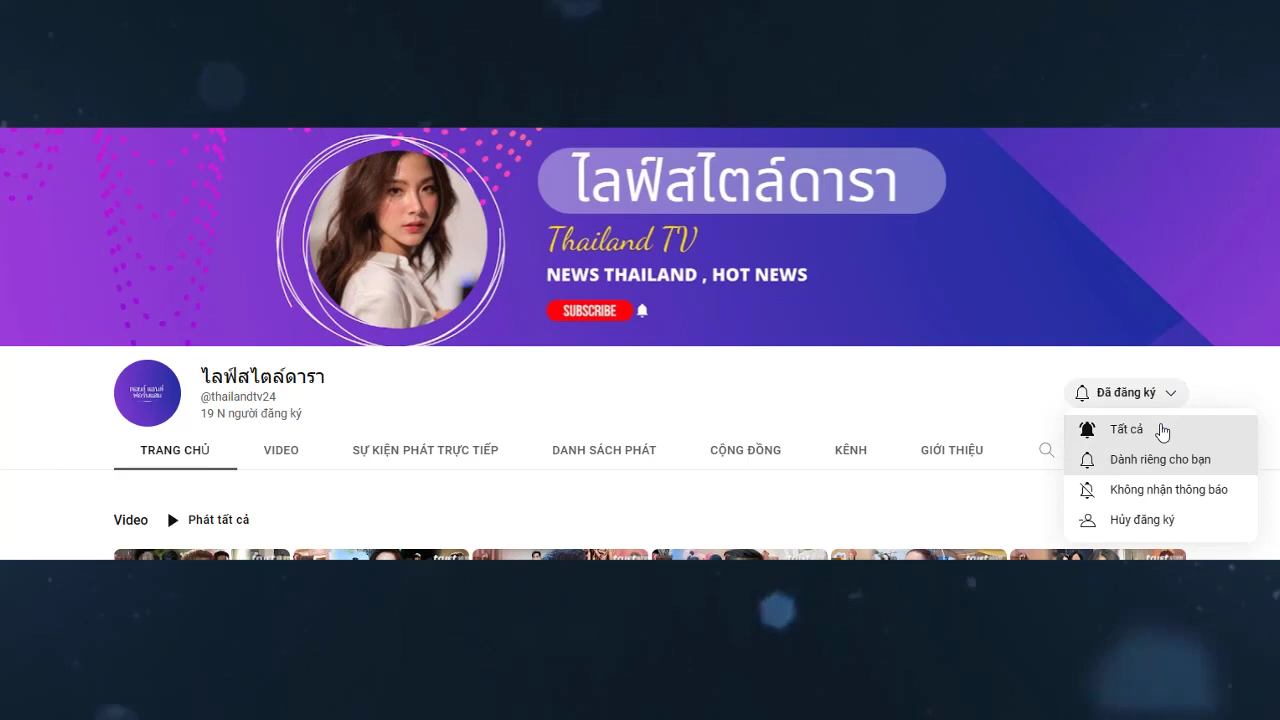 ไลฟ์สไตล์ดารา
Thailand TV
NEWS THAILAND , HOT NEWS
SUBSCRIBE
ไลฟ์สไตล์ดารา
@thailandtv24
19 N người đăng ký
Đã đăng ký
TRANG CHỦ VIDEO SỰ KIỆN PHÁT TRỰC TIẾP DANH SÁCH PHÁT CỘNG ĐỒNG KÊNH GIỚI THIỆU
Tất cả
Dành riêng cho bạn
Không nhận thông báo
Hủy đăng ký
Video Phát tất cả